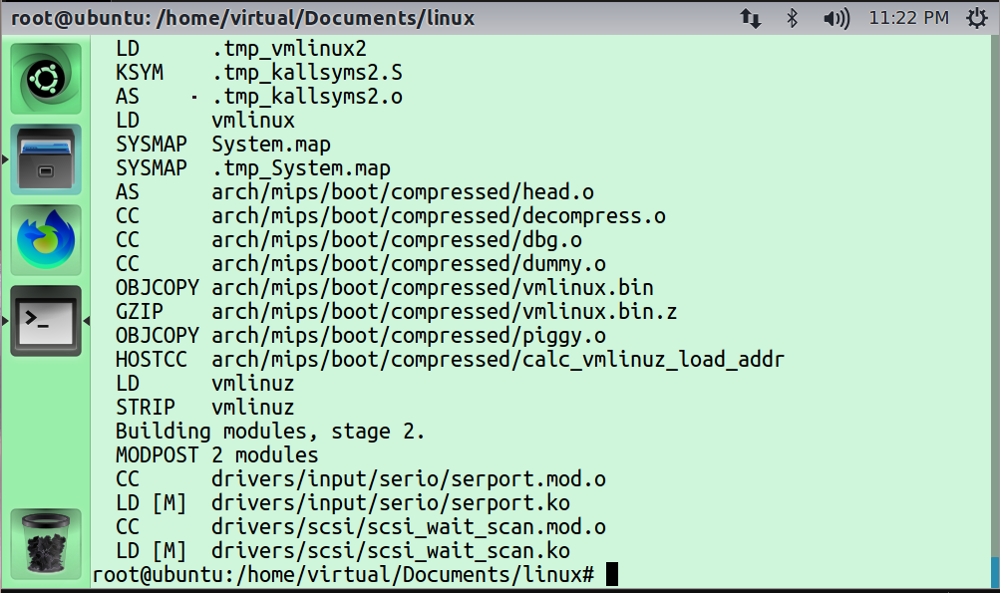 root@ubuntu: /home/virtual/Documents/linux 11:22 PM
LD .tmp_vmlinux2
KSYM .tmp_kallsyms2.S
AS .tmp_kallsyms2.o
LD vmlinux
SYSMAP System.map
SYSMAP .tmp_System.map
AS arch/mips/boot/compressed/head.o
CC arch/mips/boot/compressed/decompress.o
CC arch/mips/boot/compressed/dbg.o
CC arch/mips/boot/compressed/dummy.o
OBJCOPY arch/mips/boot/compressed/vmlinux.bin
GZIP arch/mips/boot/compressed/vmlinux.bin.z
OBJCOPY arch/mips/boot/compressed/piggy.o
HOSTCC arch/mips/boot/compressed/calc_vmlinuz_load_addr
LD vmlinuz
STRIP vmlinuz
Building modules, stage 2.
MODPOST 2 modules
CC drivers/input/serio/serport.mod.o
LD [M] drivers/input/serio/serport.ko
CC drivers/scsi/scsi_wait_scan.mod.o
LD [M] drivers/scsi/scsi_wait_scan.ko
root@ubuntu:/home/virtual/Documents/linux#